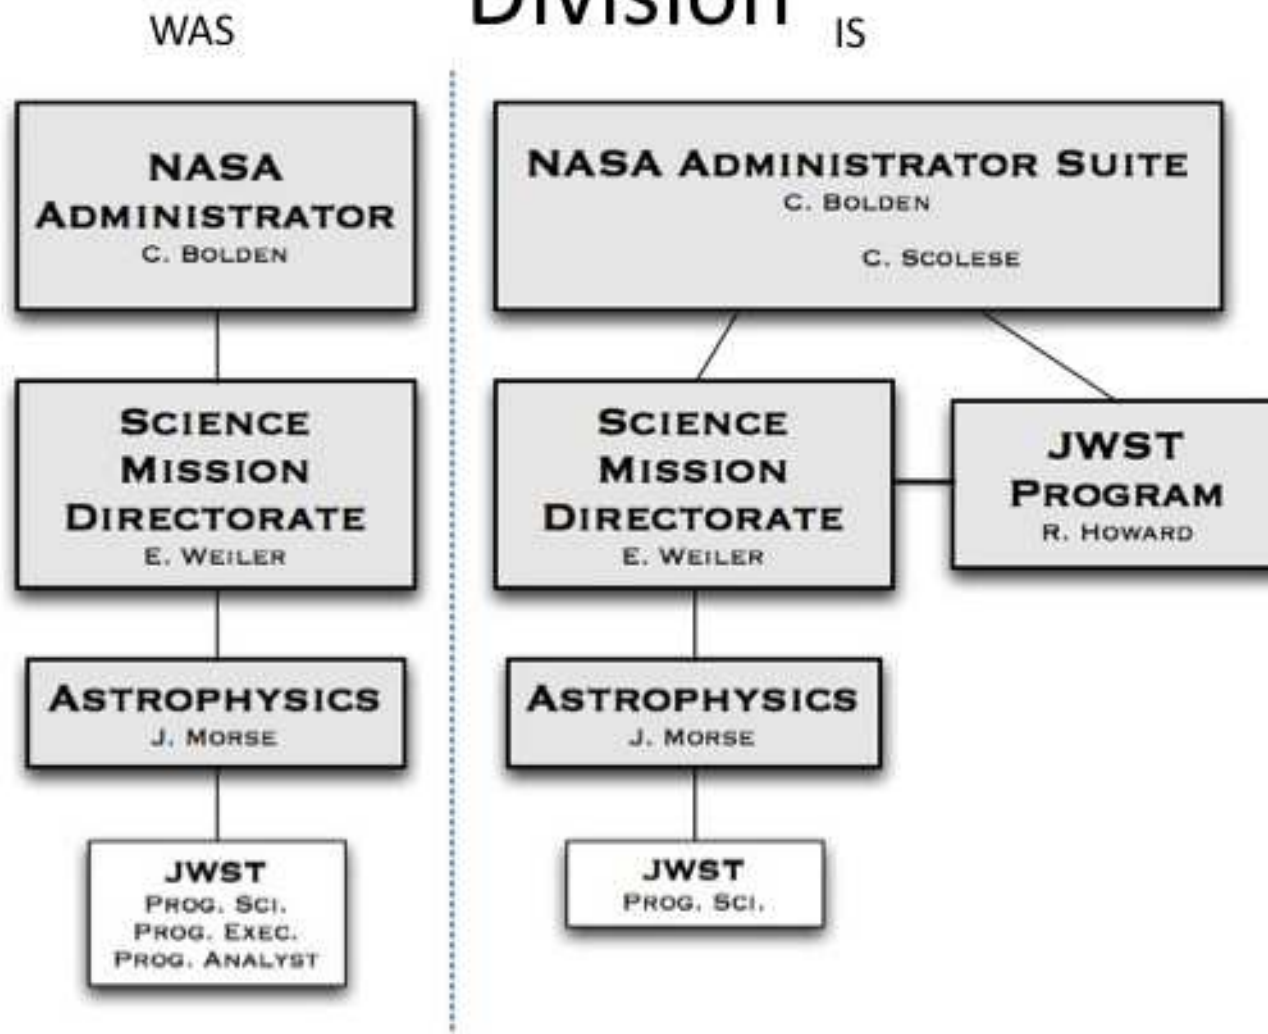 Division
WAS
IS
NASA
ADMINISTRATOR
C. BOLDEN
SCIENCE
MISSION
DIRECTORATE
E. WEILER
ASTROPHYSICS
J. MORSE
JWST
PROG. SCI.
PROG. EXEC.
PROG. ANALYST
NASA ADMINISTRATOR SUITE
C. BOLDEN
C. SCOLESE
SCIENCE
MISSION
DIRECTORATE
E. WEILER
JWST
PROGRAM
R. HOWARD
ASTROPHYSICS
J. MORSE
JWST
PROG. SCI.